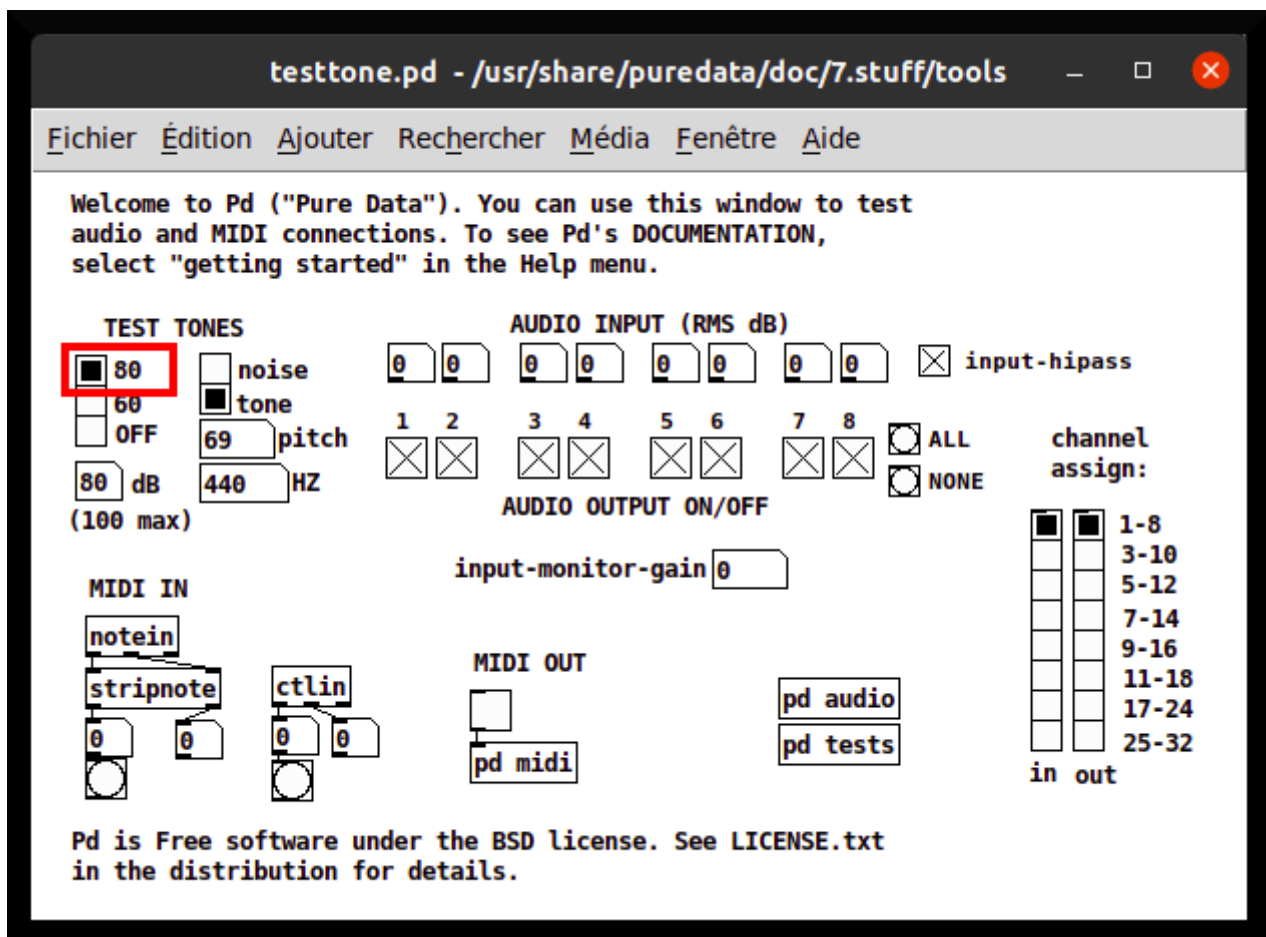 testtone.pd - /usr/share/puredata/doc/7.stuff/tools
Fichier Édition Ajouter Rechercher Média Fenêtre Aide
Welcome to Pd ("Pure Data"). You can use this window to test
audio and MIDI connections. To see Pd's DOCUMENTATION,
select "getting started" in the Help menu.
TEST TONES
80
60
OFF
80 dB
(100 max)
noise
tone
69 pitch
440 HZ
AUDIO INPUT (RMS dB)
0 0 0 0 0 0 0 0
input-hipass
1 2 3 4 5 6 7 8
ALL
NONE
AUDIO OUTPUT ON/OFF
input-monitor-gain 0
channel
assign:
1-8
3-10
5-12
7-14
9-16
11-18
17-24
25-32
in out
MIDI IN
notein
stripnote
0 0
ctlin
0 0
MIDI OUT
pd midi
pd audio
pd tests
Pd is Free software under the BSD license. See LICENSE.txt
in the distribution for details.